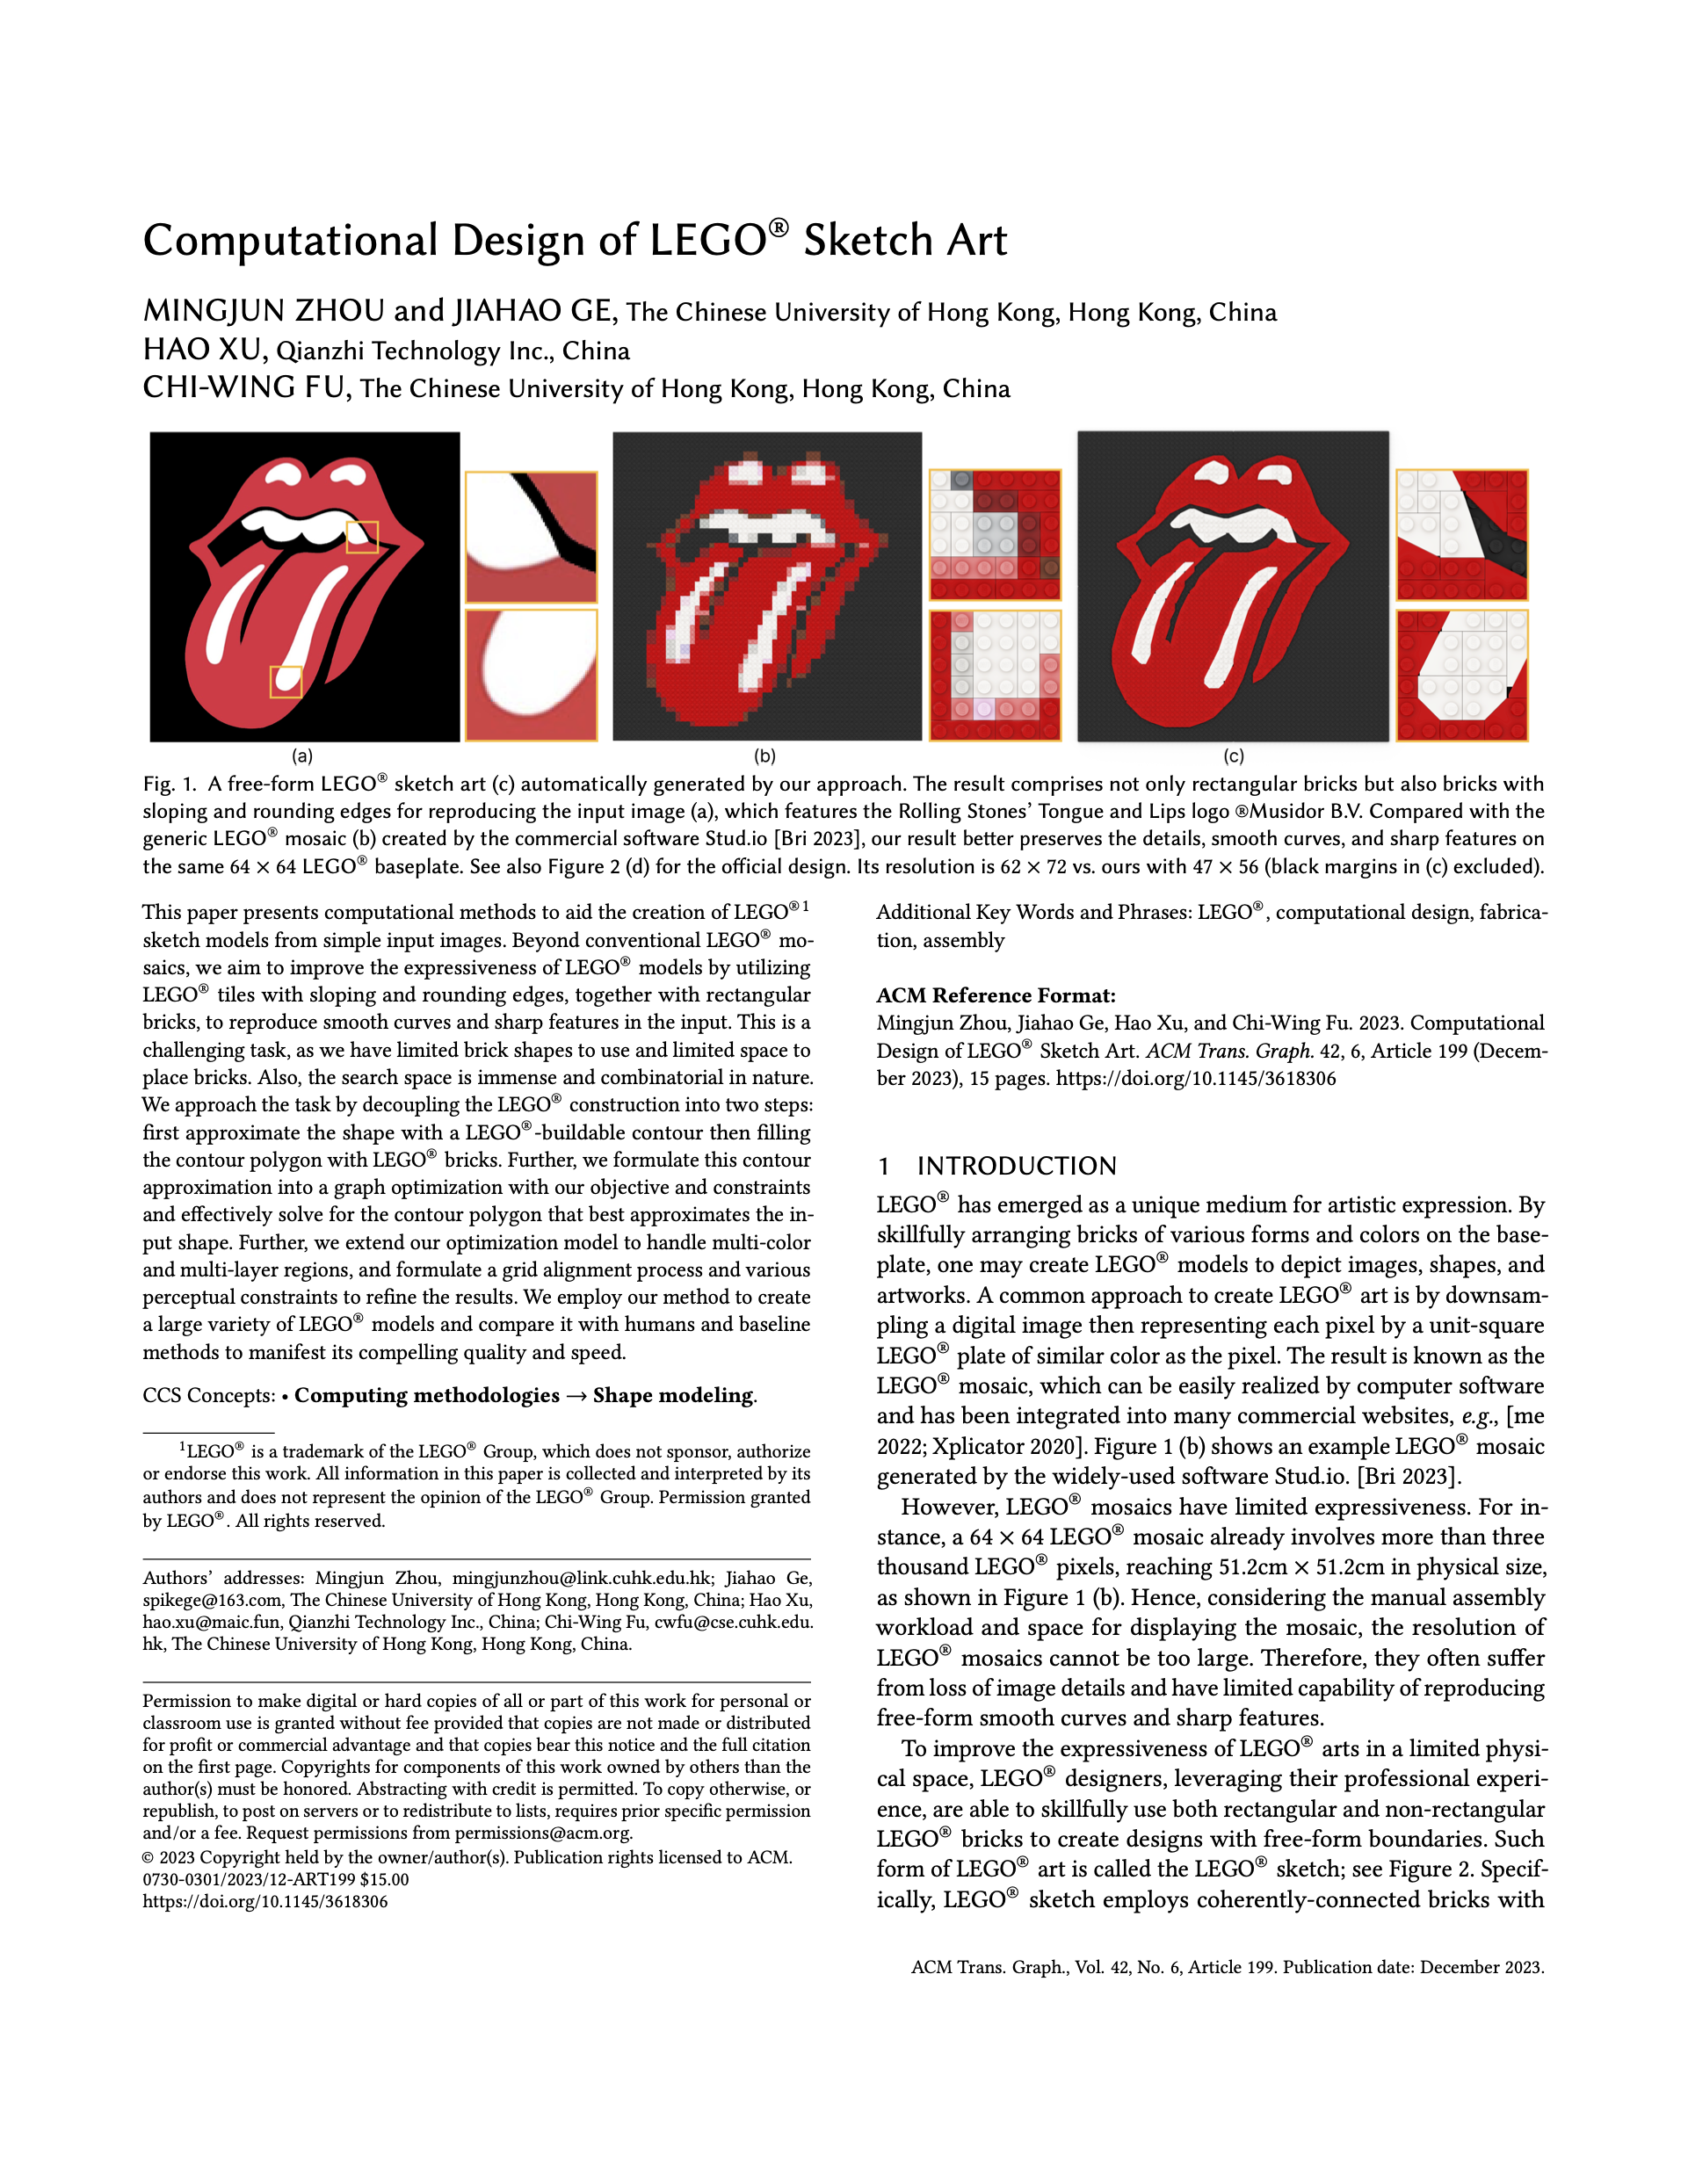 Computational Design of LEGO® Sketch Art
MINGJUN ZHOU and JIAHAO GE, The Chinese University of Hong Kong, Hong Kong, China
HAO XU, Qianzhi Technology Inc., China
CHI-WING FU, The Chinese University of Hong Kong, Hong Kong, China
(a)
(b)
(c)
Fig. 1. A free-form LEGO® sketch art (c) automatically generated by our approach. The result comprises not only rectangular bricks but also bricks with
sloping and rounding edges for reproducing the input image (a), which features the Rolling Stones' Tongue and Lips logo ®Musidor B.V. Compared with the
generic LEGO® mosaic (b) created by the commercial software Stud.io [Bri 2023], our result better preserves the details, smooth curves, and sharp features on
the same 64 × 64 LEGO® baseplate. See also Figure 2 (d) for the official design. Its resolution is 62 × 72 vs. ours with 47 × 56 (black margins in (c) excluded).
This paper presents computational methods to aid the creation of LEGO®1
sketch models from simple input images. Beyond conventional LEGO® mo-
saics, we aim to improve the expressiveness of LEGO® models by utilizing
LEGO® tiles with sloping and rounding edges, together with rectangular
bricks, to reproduce smooth curves and sharp features in the input. This is a
challenging task, as we have limited brick shapes to use and limited space to
place bricks. Also, the search space is immense and combinatorial in nature.
We approach the task by decoupling the LEGO® construction into two steps:
first approximate the shape with a LEGO®-buildable contour then filling
the contour polygon with LEGO® bricks. Further, we formulate this contour
approximation into a graph optimization with our objective and constraints
and effectively solve for the contour polygon that best approximates the in-
put shape. Further, we extend our optimization model to handle multi-color
and multi-layer regions, and formulate a grid alignment process and various
perceptual constraints to refine the results. We employ our method to create
a large variety of LEGO® models and compare it with humans and baseline
methods to manifest its compelling quality and speed.
CCS Concepts: • Computing methodologies → Shape modeling.
1LEGO® is a trademark of the LEGO® Group, which does not sponsor, authorize
or endorse this work. All information in this paper is collected and interpreted by its
authors and does not represent the opinion of the LEGO® Group. Permission granted
by LEGO®. All rights reserved.
Authors' addresses: Mingjun Zhou, mingjunzhou@link.cuhk.edu.hk; Jiahao Ge,
spikege@163.com, The Chinese University of Hong Kong, Hong Kong, China; Hao Xu,
hao.xu@maic.fun, Qianzhi Technology Inc., China; Chi-Wing Fu, cwfu@cse.cuhk.edu.
hk, The Chinese University of Hong Kong, Hong Kong, China.
Permission to make digital or hard copies of all or part of this work for personal or
classroom use is granted without fee provided that copies are not made or distributed
for profit or commercial advantage and that copies bear this notice and the full citation
on the first page. Copyrights for components of this work owned by others than the
author(s) must be honored. Abstracting with credit is permitted. To copy otherwise, or
republish, to post on servers or to redistribute to lists, requires prior specific permission
and/or a fee. Request permissions from permissions@acm.org.
© 2023 Copyright held by the owner/author(s). Publication rights licensed to ACM.
0730-0301/2023/12-ART199 $15.00
https://doi.org/10.1145/3618306
Additional Key Words and Phrases: LEGO®, computational design, fabrica-
tion, assembly
ACM Reference Format:
Mingjun Zhou, Jiahao Ge, Hao Xu, and Chi-Wing Fu. 2023. Computational
Design of LEGO® Sketch Art. ACM Trans. Graph. 42, 6, Article 199 (Decem-
ber 2023), 15 pages. https://doi.org/10.1145/3618306
1 INTRODUCTION
LEGO® has emerged as a unique medium for artistic expression. By
skillfully arranging bricks of various forms and colors on the base-
plate, one may create LEGO® models to depict images, shapes, and
artworks. A common approach to create LEGO® art is by downsam-
pling a digital image then representing each pixel by a unit-square
LEGO® plate of similar color as the pixel. The result is known as the
LEGO® mosaic, which can be easily realized by computer software
and has been integrated into many commercial websites, e.g., [me
2022; Xplicator 2020]. Figure 1 (b) shows an example LEGO® mosaic
generated by the widely-used software Stud.io. [Bri 2023].
However, LEGO® mosaics have limited expressiveness. For in-
stance, a 64 × 64 LEGO® mosaic already involves more than three
thousand LEGO® pixels, reaching 51.2cm × 51.2cm in physical size,
as shown in Figure 1 (b). Hence, considering the manual assembly
workload and space for displaying the mosaic, the resolution of
LEGO® mosaics cannot be too large. Therefore, they often suffer
from loss of image details and have limited capability of reproducing
free-form smooth curves and sharp features.
To improve the expressiveness of LEGO® arts in a limited physi-
cal space, LEGO® designers, leveraging their professional experi-
ence, are able to skillfully use both rectangular and non-rectangular
LEGO® bricks to create designs with free-form boundaries. Such
form of LEGO® art is called the LEGO® sketch; see Figure 2. Specif-
ically, LEGO® sketch employs coherently-connected bricks with
ACM Trans. Graph., Vol. 42, No. 6, Article 199. Publication date: December 2023.